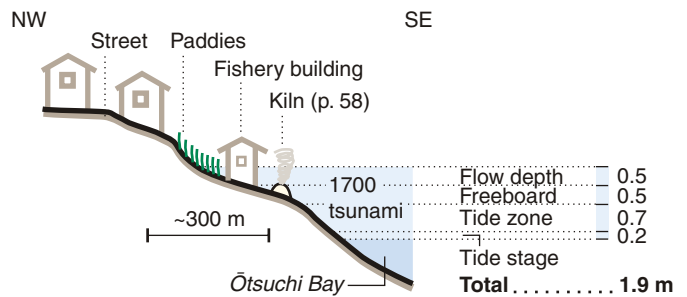 NW
SE
Street
Paddies
Fishery building
Kiln (p. 58)
1700
tsunami
~300 m
Ōtsuchi Bay
Flow depth 0.5
Freeboard 0.5
Tide zone 0.7
0.2
Tide stage
Total . . . . . . . . . . 1.9 m